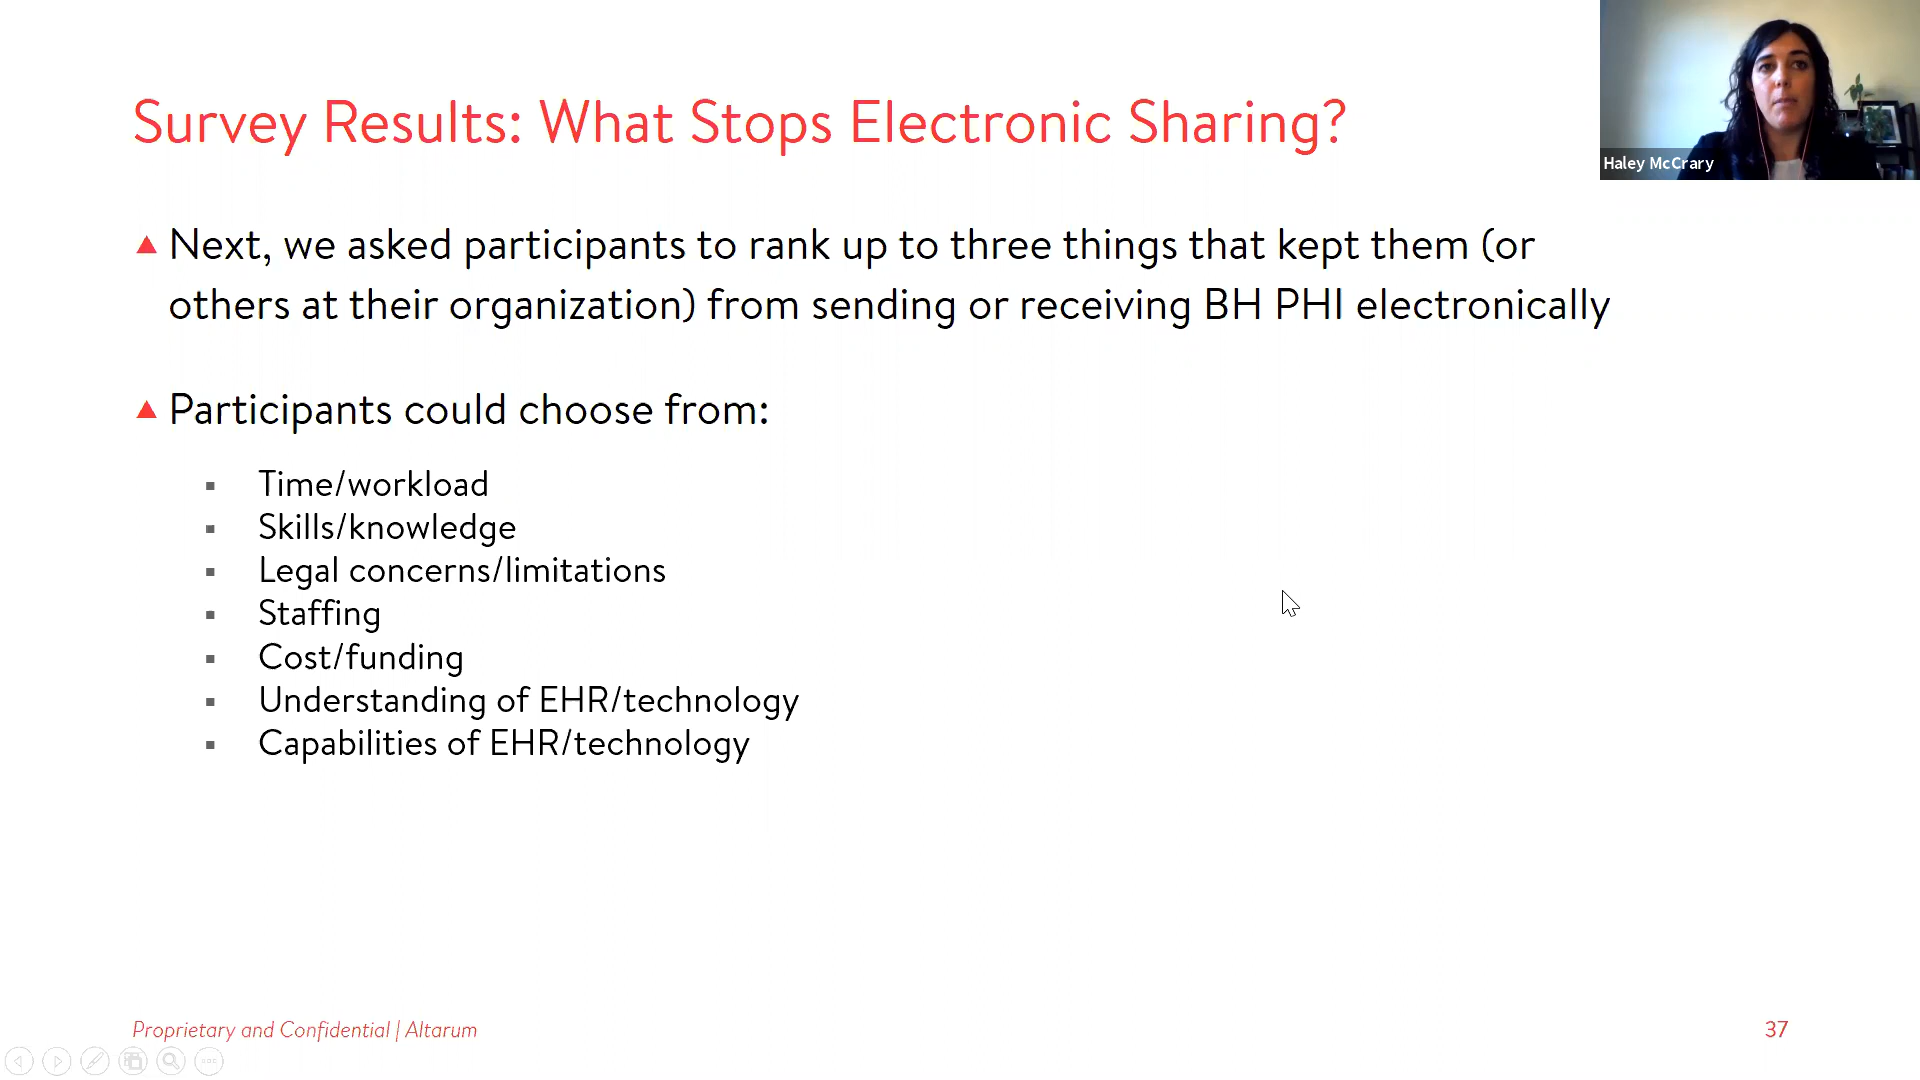 Survey Results: What Stops Electronic Sharing?
Haley McCrary
Next, we asked participants to rank up to three things that kept them (or
others at their organization) from sending or receiving BH PHI electronically
Participants could choose from:
Time/workload
Skills/knowledge
Legal concerns/limitations
Staffing
Cost/funding
Understanding of EHR/technology
Capabilities of EHR/technology
Proprietary and Confidential | Altarum
37